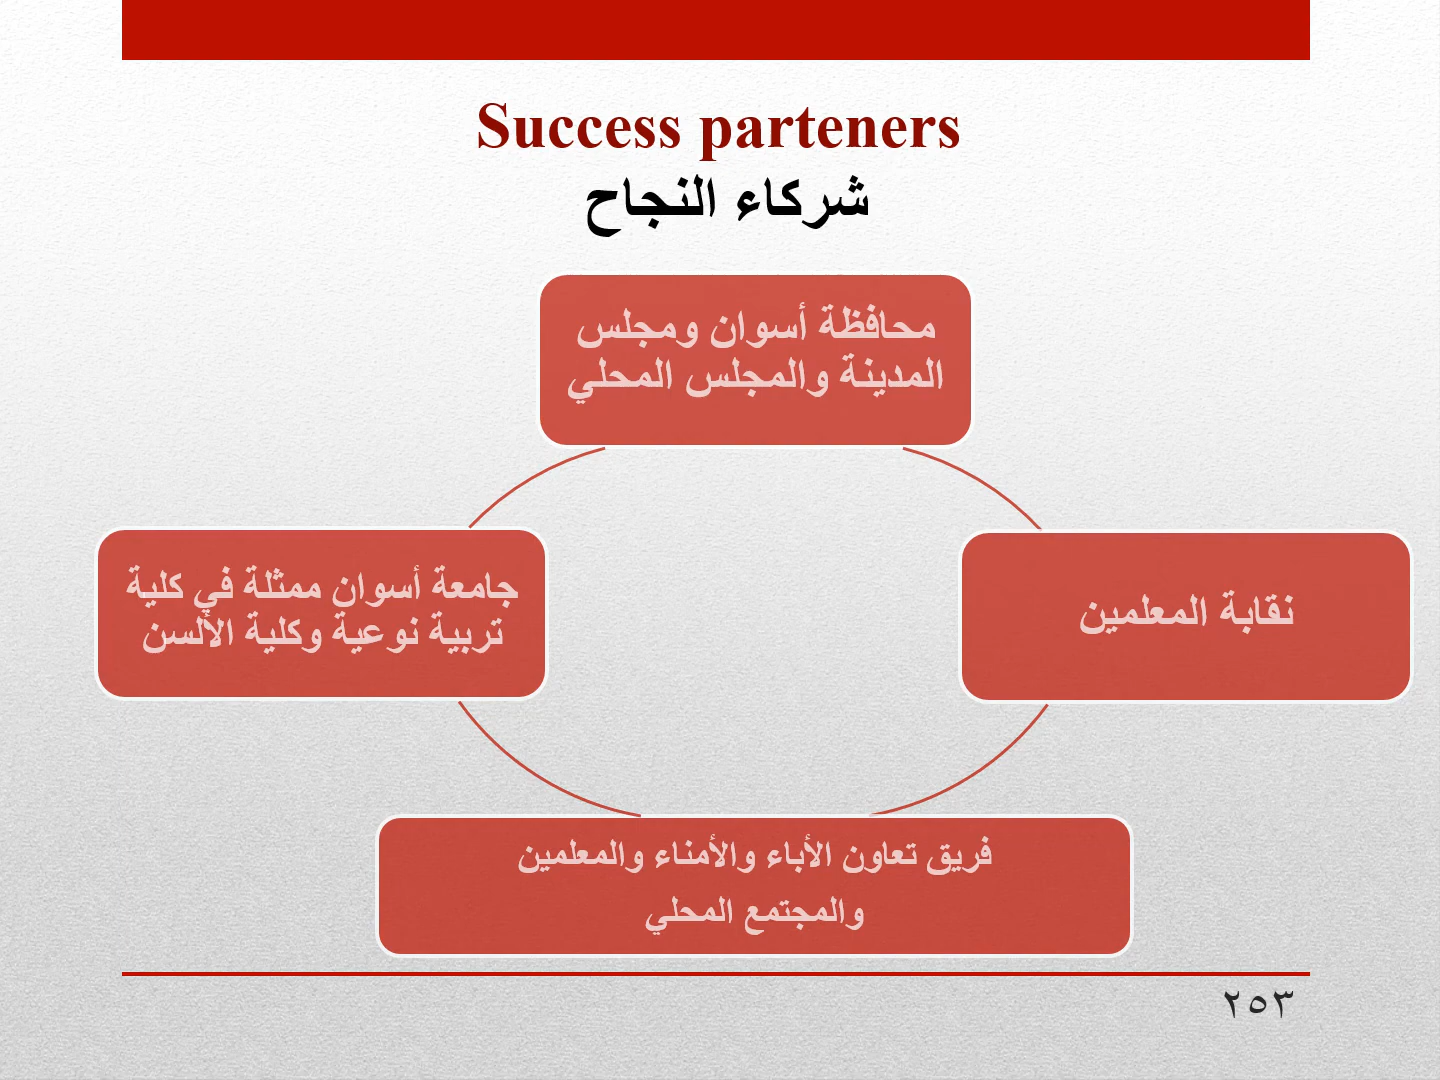 Success parteners
شركاء النجاح
محافظة أسوان ومجلس
المدينة والمجلس المحلي
نقابة المعلمين
جامعة أسوان ممثلة في كلية
تربية نوعية وكلية الألسن
فريق تعاون الأباء والأمناء والمعلمين
والمجتمع المحلي
٢٥٣